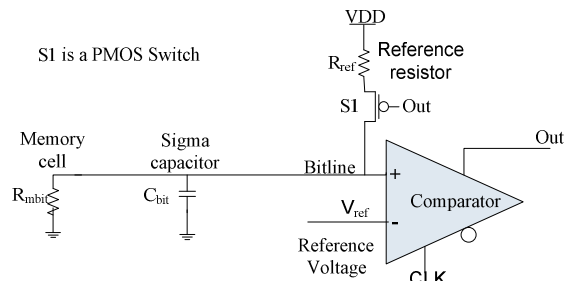 VDD
S1 is a PMOS Switch
Rref
Reference
resistor
S1
Out
Memory
cell
Sigma
capacitor
Bitline
Out
+
Rmbit
Cbit
Comparator
Vref
-
Reference
Voltage
CLK